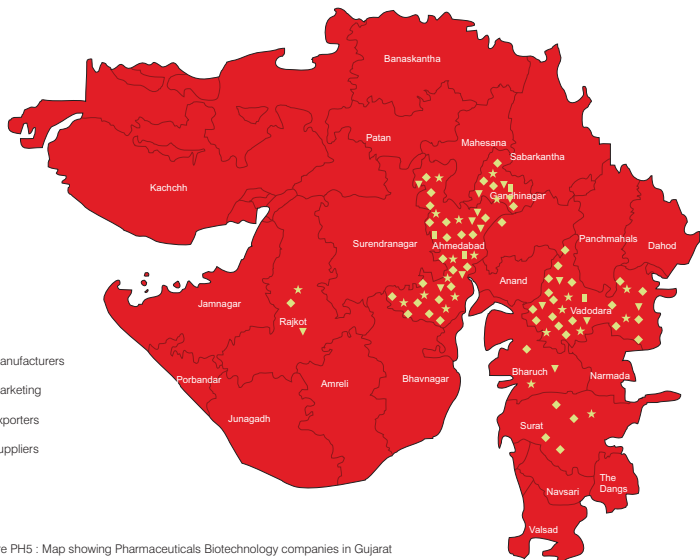 Banaskantha
Patan
Mahesana
Sabarkantha
Kachchh
Gandhinagar
Surendranagar
Ahmedabad
Panchmahals
Dahod
Anand
Jamnagar
Rajkot
Vadodara
anufacturers
Porbandar
Amreli
Bhavnagar
Bharuch
Narmada
arketing
Junagadh
xporters
Surat
uppliers
The
Dangs
Navsari
Valsad
e PH5 : Map showing Pharmaceuticals Biotechnology companies in Gujarat